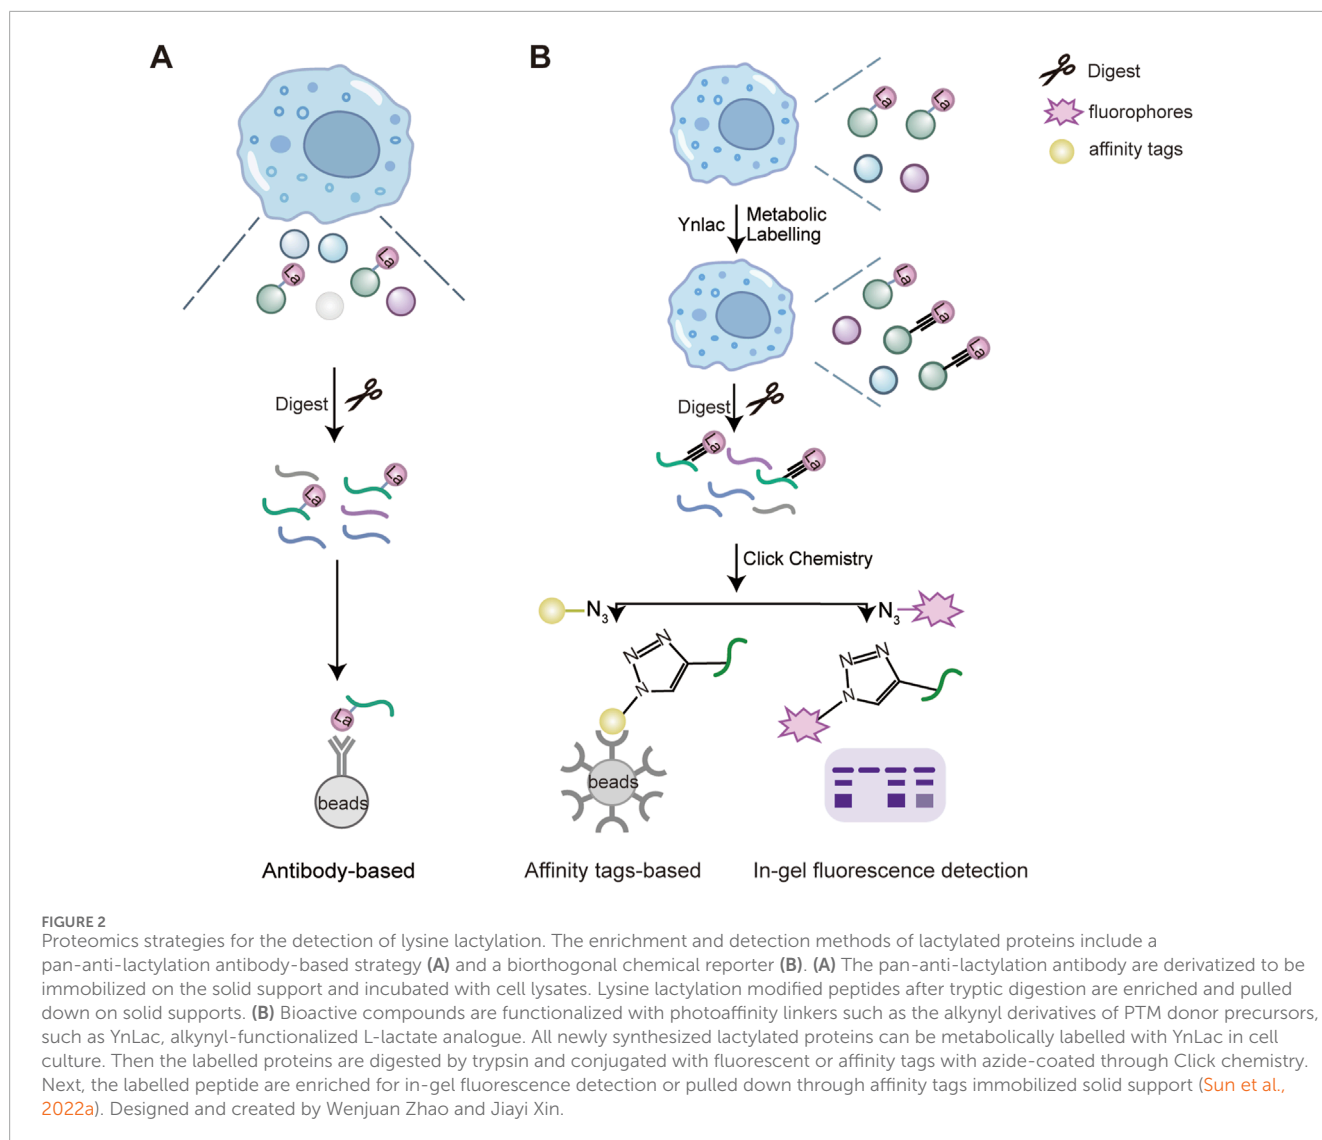 A
B
Digest
fluorophores
affinity tags
La
La
La
La
Ynlac
Metabolic
Labelling
La
La
La
Digest
Digest
La
La
La
La
Click Chemistry
N3
N3
N
N
N
N
N
N
La
beads
beads
Antibody-based
Affinity tags-based
In-gel fluorescence detection
FIGURE 2
Proteomics strategies for the detection of lysine lactylation. The enrichment and detection methods of lactylated proteins include a
pan-anti-lactylation antibody-based strategy (A) and a biorthogonal chemical reporter (B). (A) The pan-anti-lactylation antibody are derivatized to be
immobilized on the solid support and incubated with cell lysates. Lysine lactylation modified peptides after tryptic digestion are enriched and pulled
down on solid supports. (B) Bioactive compounds are functionalized with photoaffinity linkers such as the alkynyl derivatives of PTM donor precursors,
such as YnLac, alkynyl-functionalized L-lactate analogue. All newly synthesized lactylated proteins can be metabolically labelled with YnLac in cell
culture. Then the labelled proteins are digested by trypsin and conjugated with fluorescent or affinity tags with azide-coated through Click chemistry.
Next, the labelled peptide are enriched for in-gel fluorescence detection or pulled down through affinity tags immobilized solid support (Sun et al.,
2022a). Designed and created by Wenjuan Zhao and Jiayi Xin.